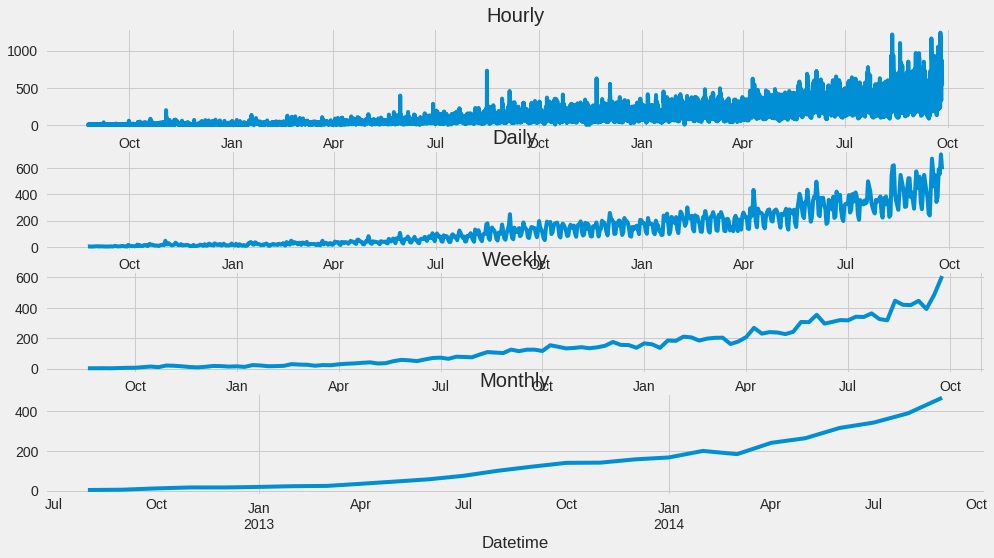 Hourly
1000
500
0
Oct Jan Apr Jul Oct Jan Apr Jul Oct
Daily
600
400
200
0
Oct Jan Apr Jul Oct Jan Apr Jul Oct
Weekly
600
400
200
0
Oct Jan Apr Jul Oct Jan Apr Jul Oct
Monthly
400
200
0
Jul Oct Jan Apr Jul Oct Jan Apr Jul Oct
2013 2014
Datetime